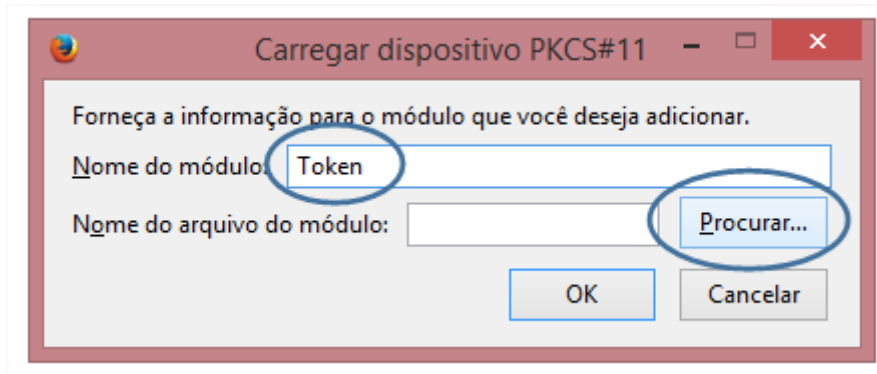 Carregar dispositivo PKCS#11
Forneça a informação para o módulo que você deseja adicionar.
Nome do módulo: Token
Nome do arquivo do módulo: Procurar...
OK Cancelar